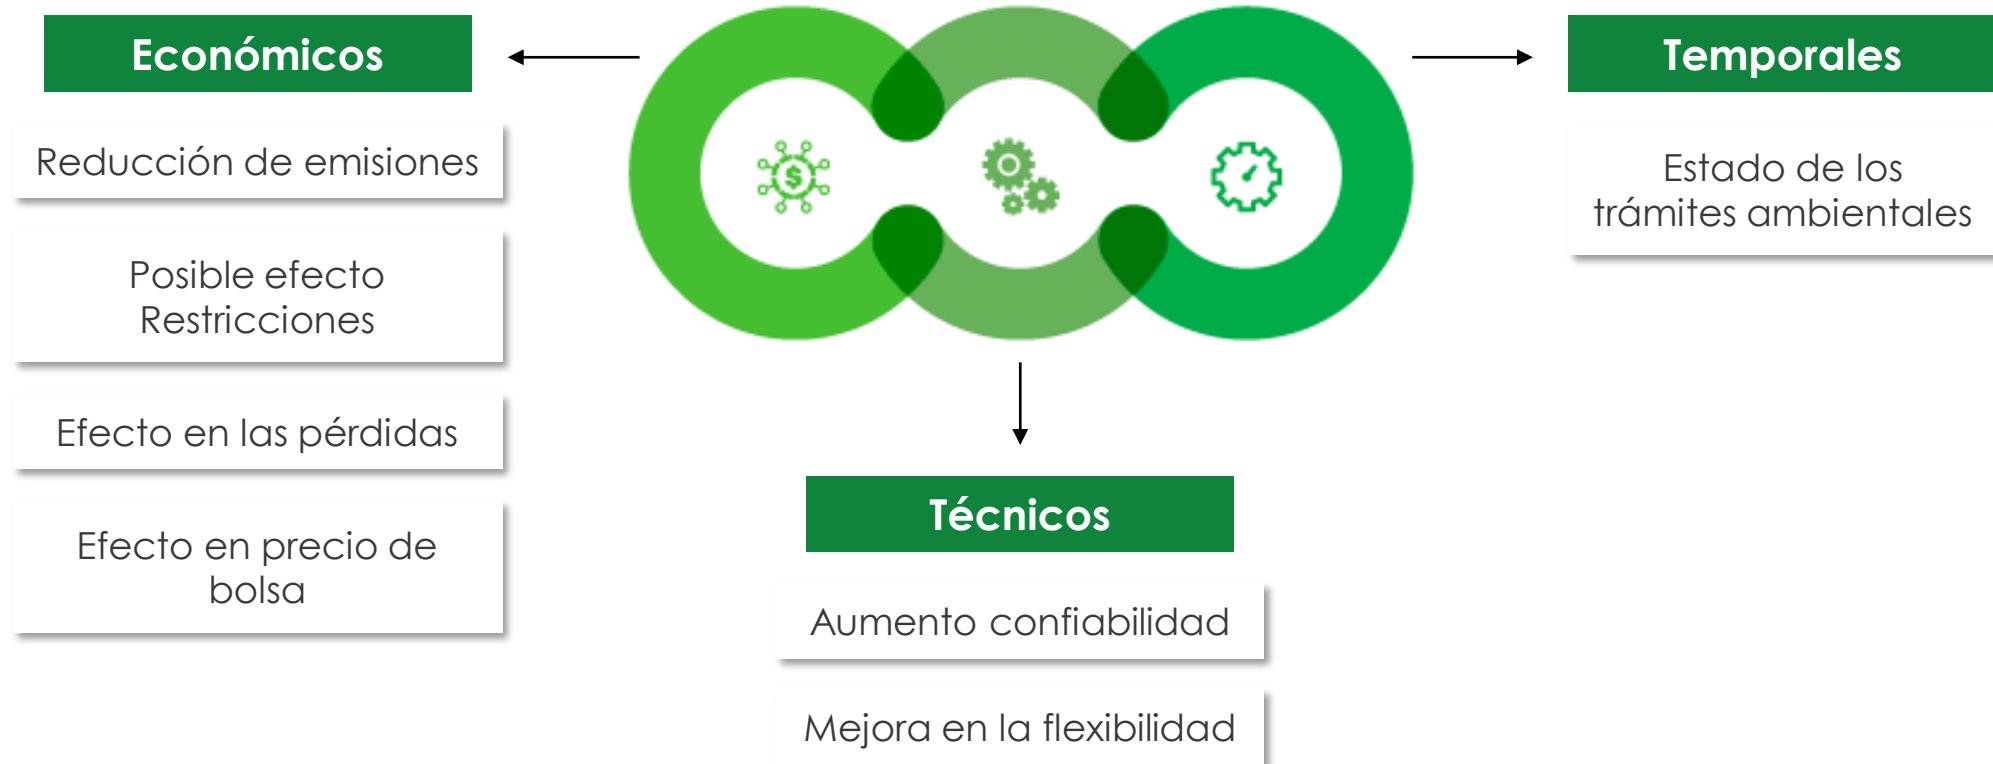 Económicos
Reducción de emisiones
Posible efecto
Restricciones
Efecto en las pérdidas
Efecto en precio de
bolsa
$
Técnicos
Aumento confiabilidad
Mejora en la flexibilidad
Temporales
Estado de los
trámites ambientales